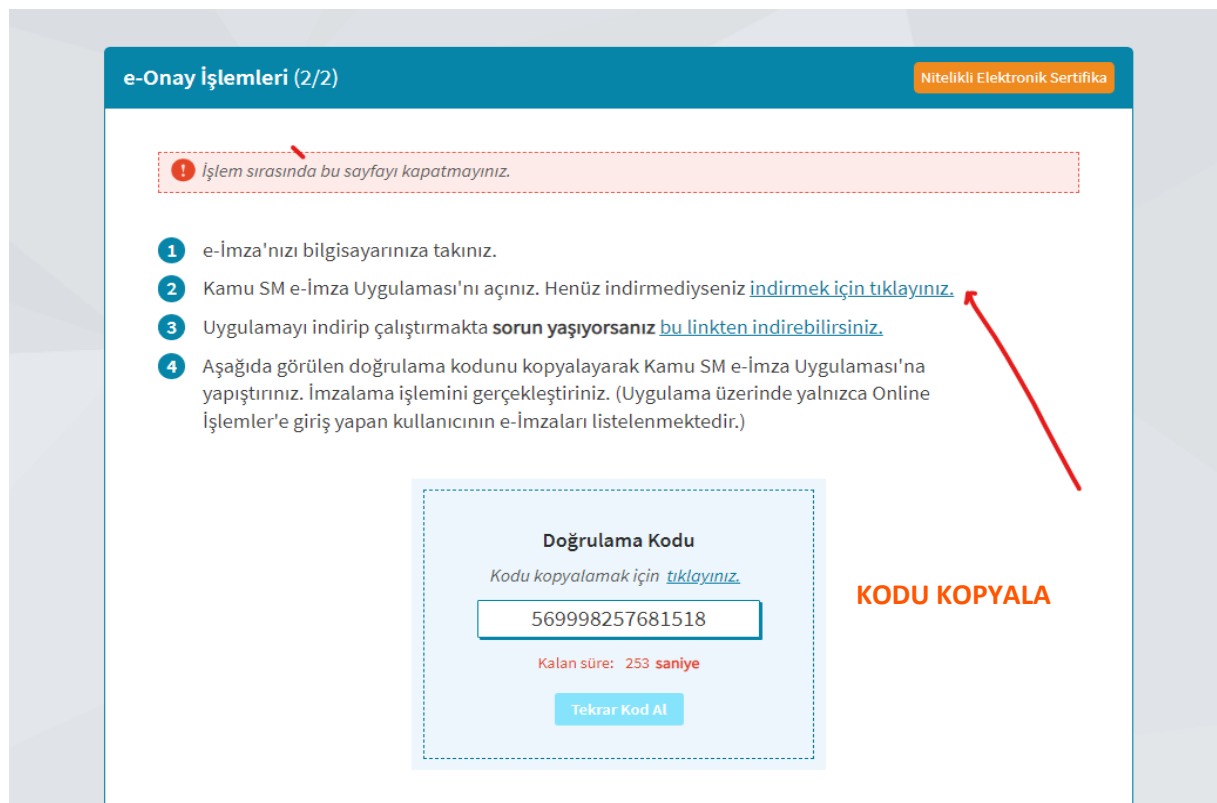 e-Onay İşlemleri (2/2)
Nitelikli Elektronik Sertifika
! İşlem sırasında bu sayfayı kapatmayınız.
1 e-İmza'nızı bilgisayarınıza takınız.
2 Kamu SM e-İmza Uygulaması'nı açınız. Henüz indirmediyseniz indirmek için tıklayınız.
3 Uygulamayı indirip çalıştırmakta sorun yaşıyorsanız bu linkten indirebilirsiniz.
4 Aşağıda görülen doğrulama kodunu kopyalayarak Kamu SM e-İmza Uygulaması'na
yapıştırınız. İmzalama işlemini gerçekleştiriniz. (Uygulama üzerinde yalnızca Online
İşlemler'e giriş yapan kullanıcının e-İmzaları listelenmektedir.)
Doğrulama Kodu
Kodu kopyalamak için tıklayınız.
KODU KOPYALA
569998257681518
Kalan süre: 253 saniye
Tekrar Kod Al